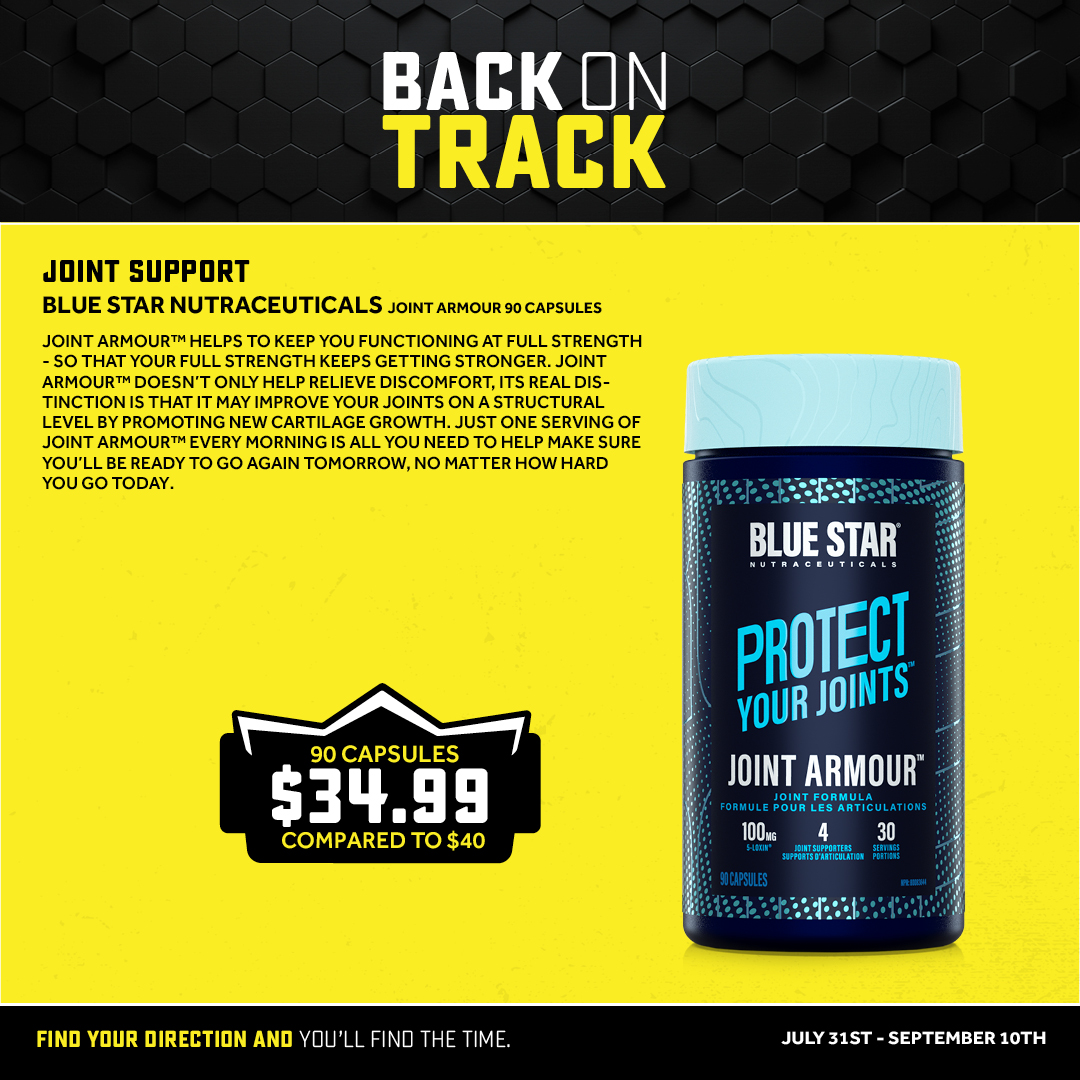 BACK ON
TRACK
JOINT SUPPORT
BLUE STAR NUTRACEUTICALS JOINT ARMOUR 90 CAPSULES
JOINT ARMOUR™ HELPS TO KEEP YOU FUNCTIONING AT FULL STRENGTH
- SO THAT YOUR FULL STRENGTH KEEPS GETTING STRONGER. JOINT
ARMOUR™ DOESN'T ONLY HELP RELIEVE DISCOMFORT, ITS REAL DIS-
TINCTION IS THAT IT MAY IMPROVE YOUR JOINTS ON A STRUCTURAL
LEVEL BY PROMOTING NEW CARTILAGE GROWTH. JUST ONE SERVING OF
JOINT ARMOUR™ EVERY MORNING IS ALL YOU NEED TO HELP MAKE SURE
YOU'LL BE READY TO GO AGAIN TOMORROW, NO MATTER HOW HARD
YOU GO TODAY.
90 CAPSULES
$34.99
COMPARED TO $40
BLUE STAR®
NUTRACEUTICALS
PROTECT
YOUR JOINTS™
JOINT ARMOUR™
JOINT FORMULA
FORMULE POUR LES ARTICULATIONS
100MG 4 30
5-LOXIN® JOINT SUPPORTERS SERVINGS
SUPPORTS D'ARTICULATION PORTIONS
90 CAPSULES
FIND YOUR DIRECTION AND YOU'LL FIND THE TIME.
JULY 31ST - SEPTEMBER 10TH